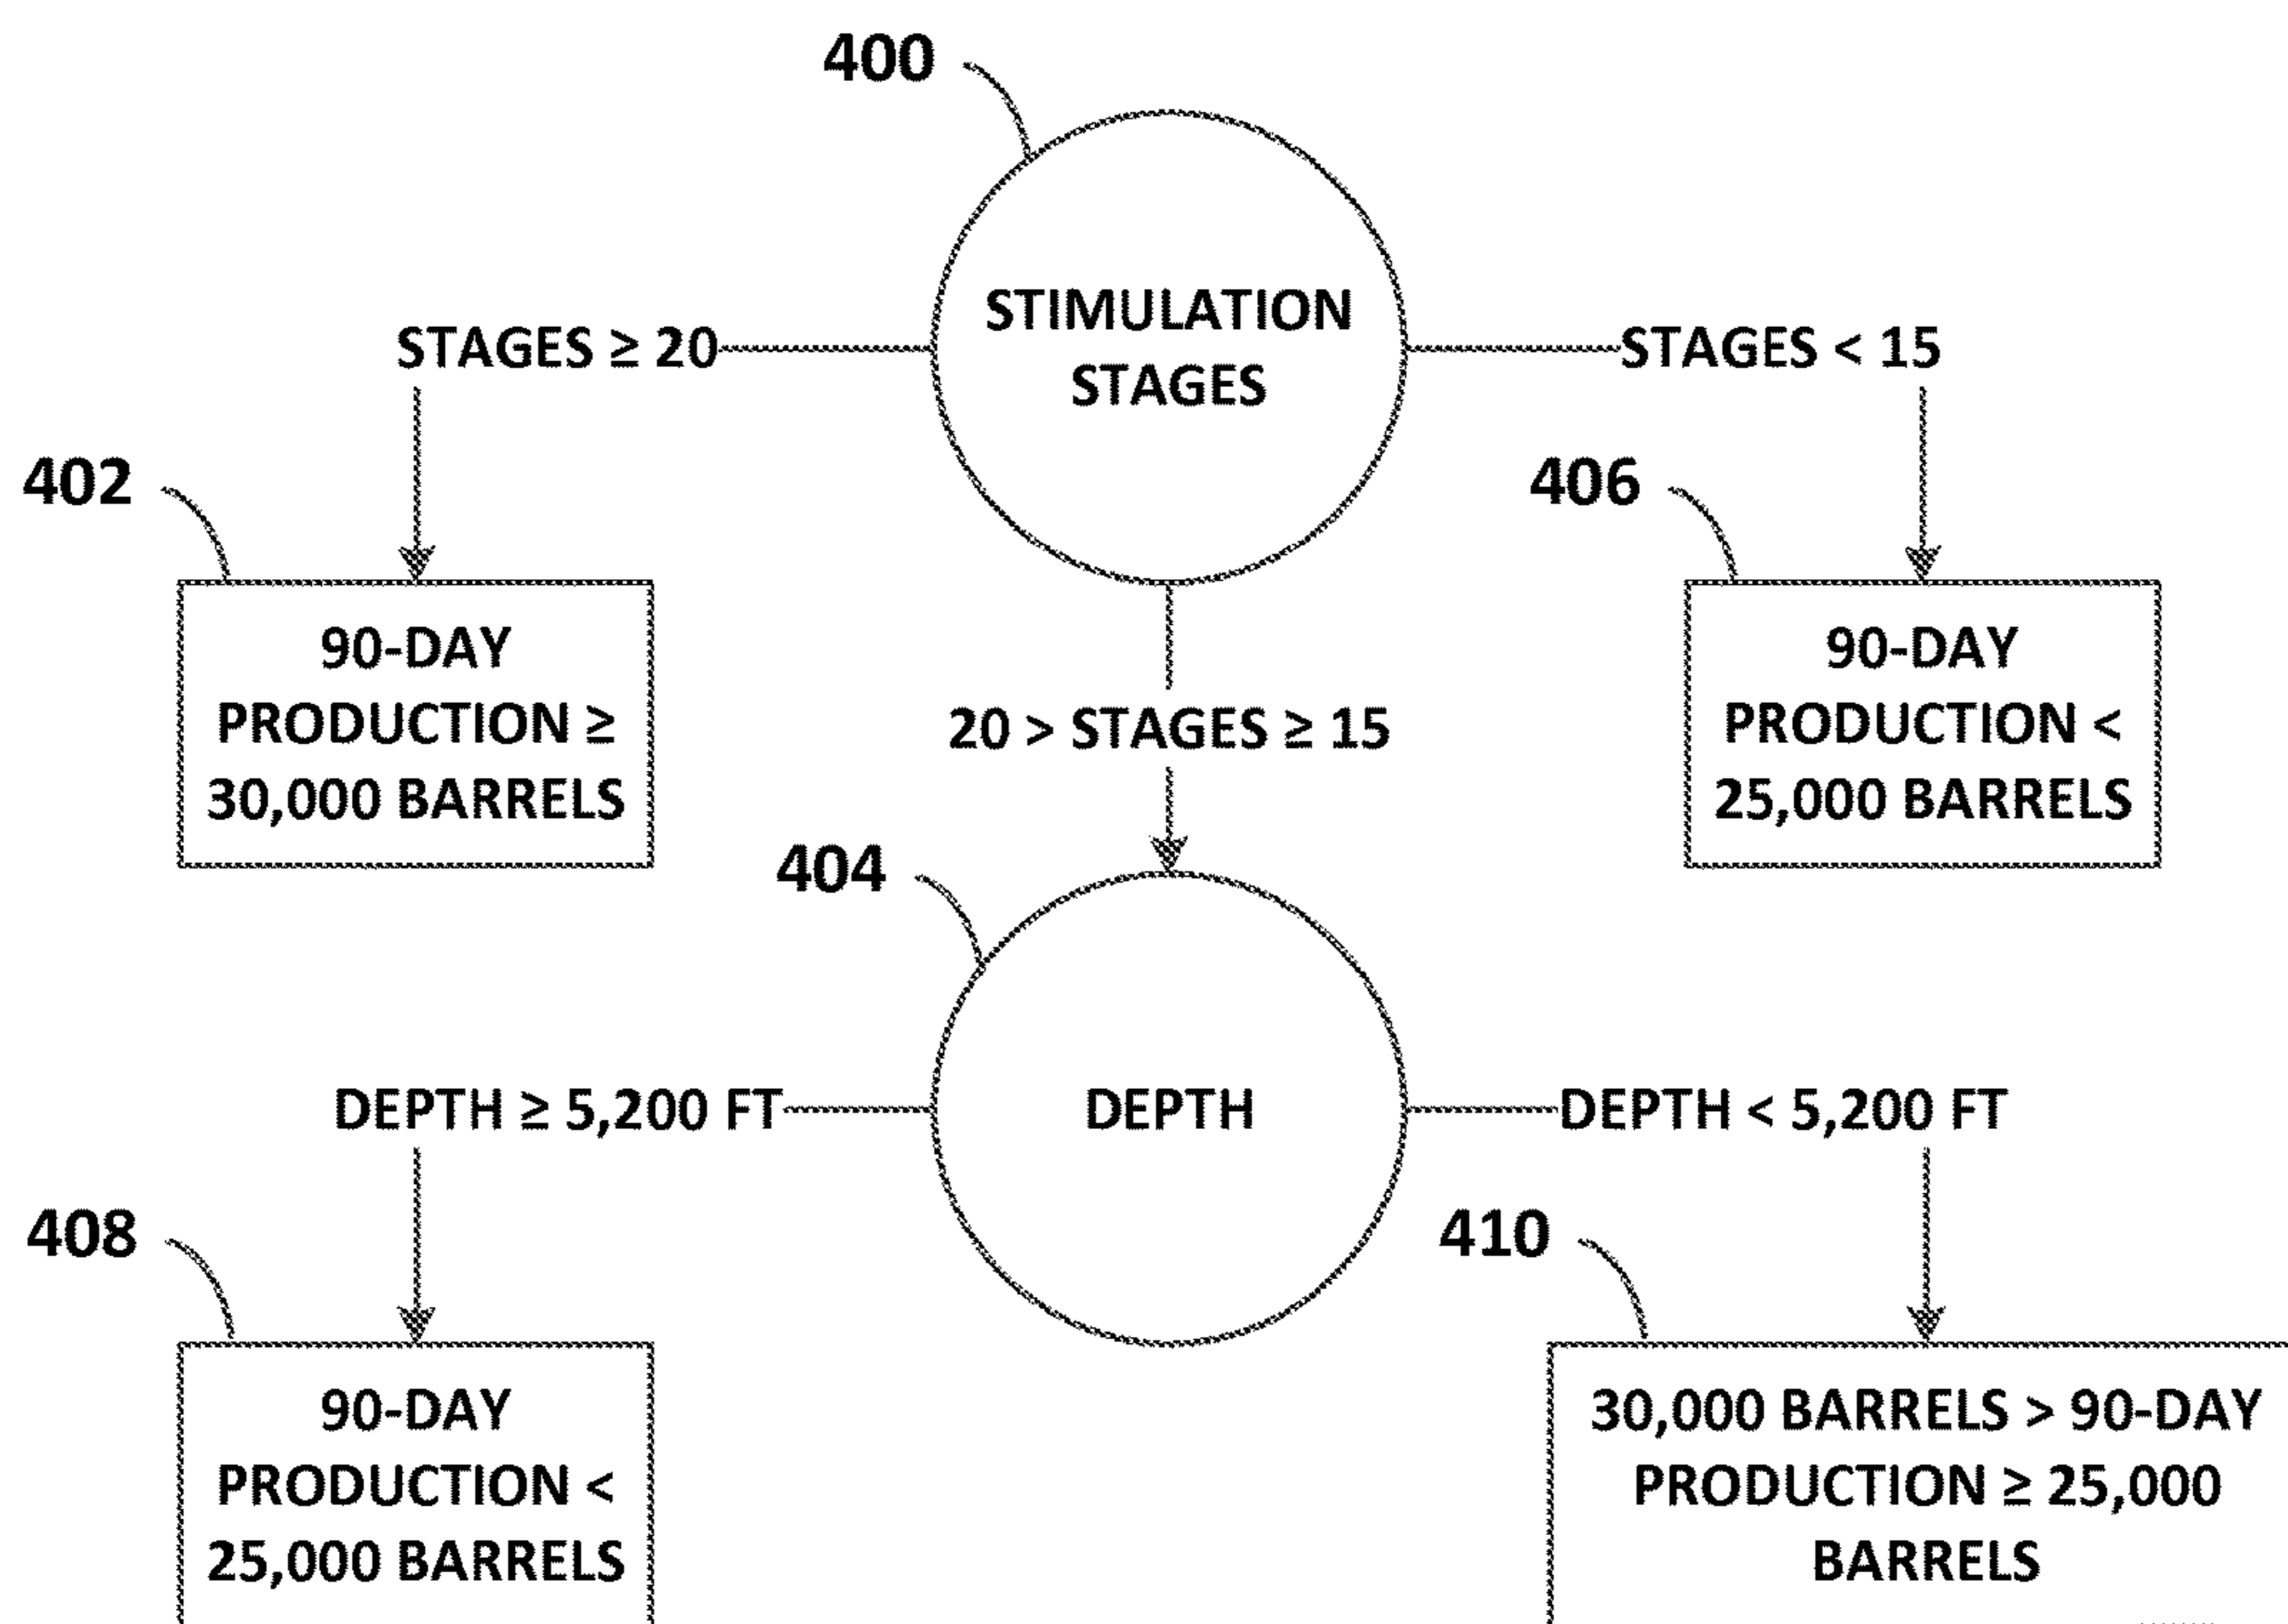 400
STIMULATION
STAGES
STAGES ≥ 20
STAGES < 15
402
90-DAY
PRODUCTION ≥
30,000 BARRELS
406
90-DAY
PRODUCTION <
25,000 BARRELS
20 > STAGES ≥ 15
404
DEPTH
DEPTH ≥ 5,200 FT
DEPTH < 5,200 FT
408
90-DAY
PRODUCTION <
25,000 BARRELS
410
30,000 BARRELS > 90-DAY
PRODUCTION ≥ 25,000
BARRELS